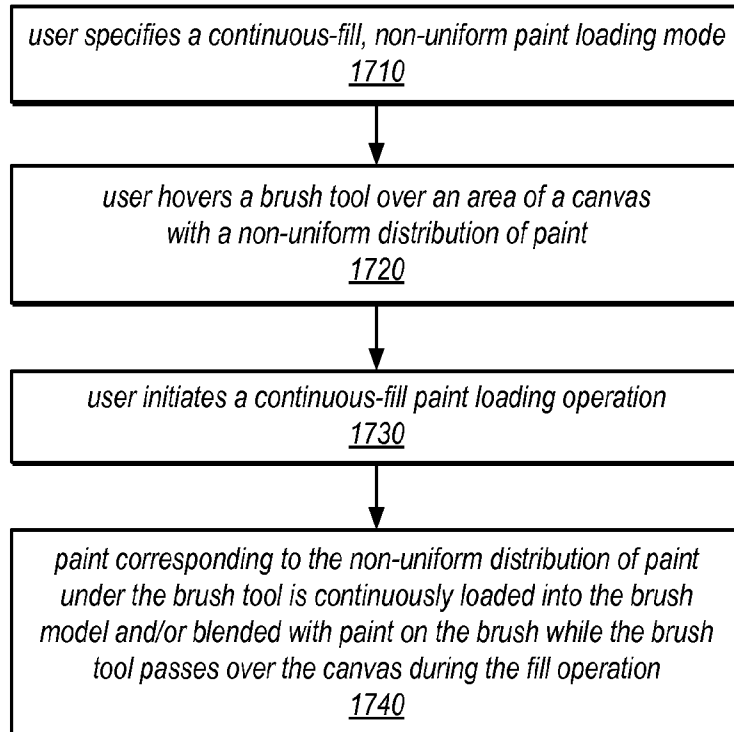 user specifies a continuous-fill, non-uniform paint loading mode
1710
user hovers a brush tool over an area of a canvas
with a non-uniform distribution of paint
1720
user initiates a continuous-fill paint loading operation
1730
paint corresponding to the non-uniform distribution of paint
under the brush tool is continuously loaded into the brush
model and/or blended with paint on the brush while the brush
tool passes over the canvas during the fill operation
1740